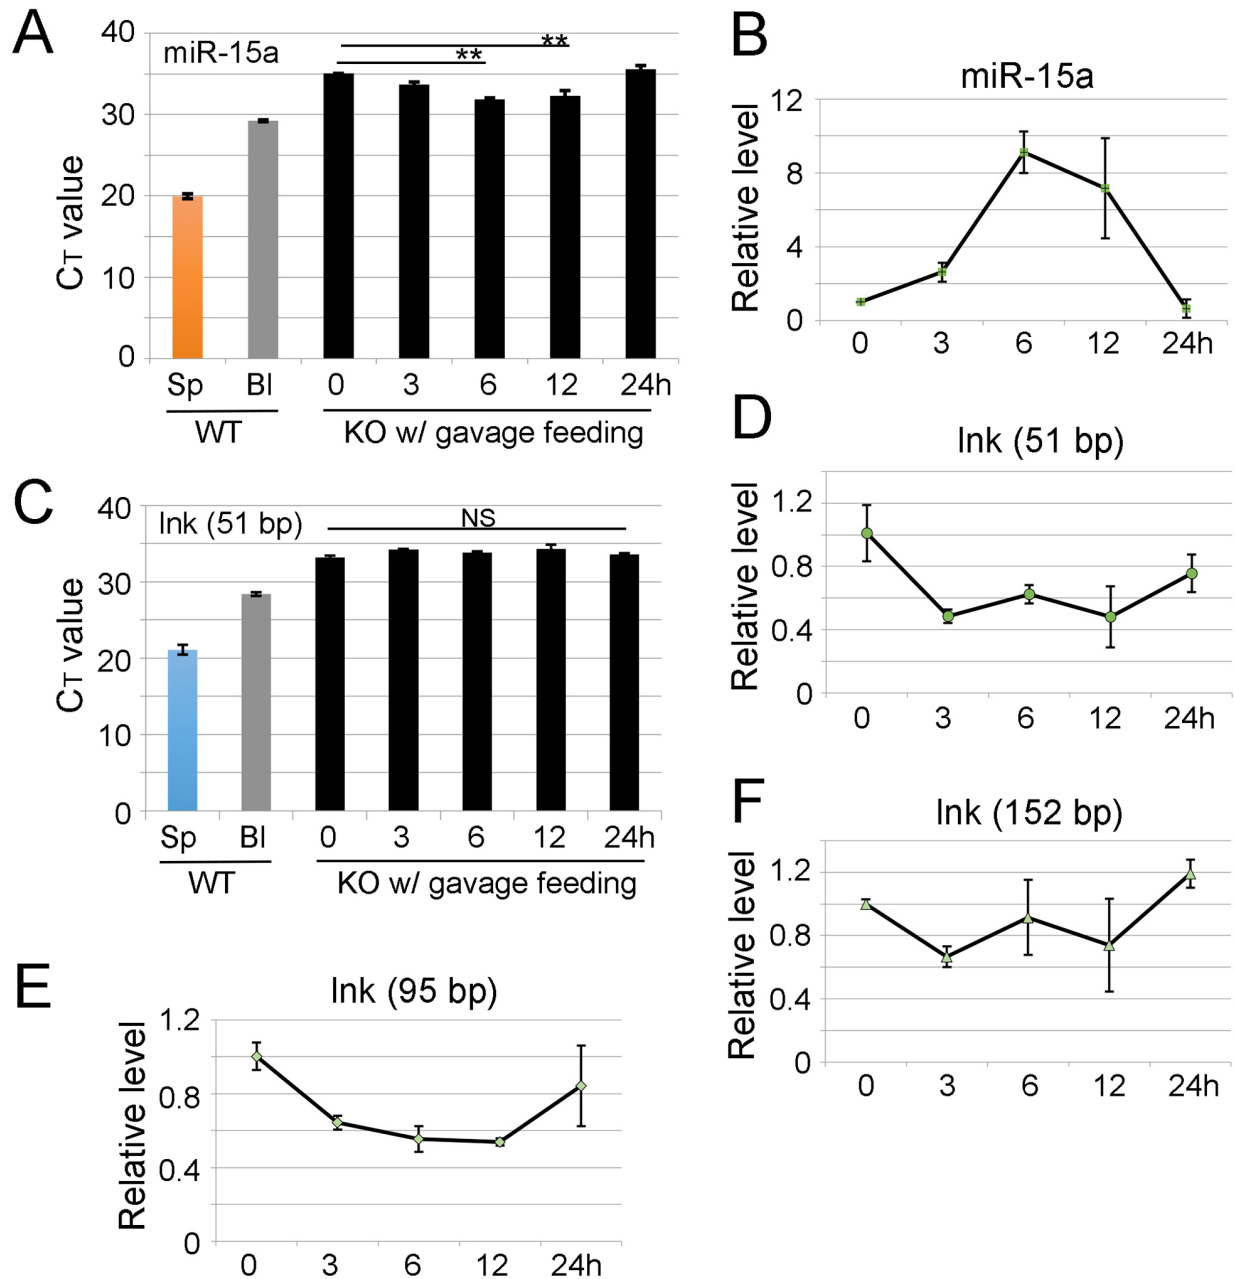 A
miR-15a
** **
40
30
20
10
0
CT value
Sp Bl 0 3 6 12 24h
WT KO w/ gavage feeding
B
miR-15a
12
8
4
0
Relative level
0 3 6 12 24h
C
lnk (51 bp)
NS
40
30
20
10
0
CT value
Sp Bl 0 3 6 12 24h
WT KO w/ gavage feeding
D
lnk (51 bp)
1.2
0.8
0.4
0
Relative level
0 3 6 12 24h
E
lnk (95 bp)
1.2
0.8
0.4
0
Relative level
0 3 6 12 24h
F
lnk (152 bp)
1.2
0.8
0.4
0
Relative level
0 3 6 12 24h